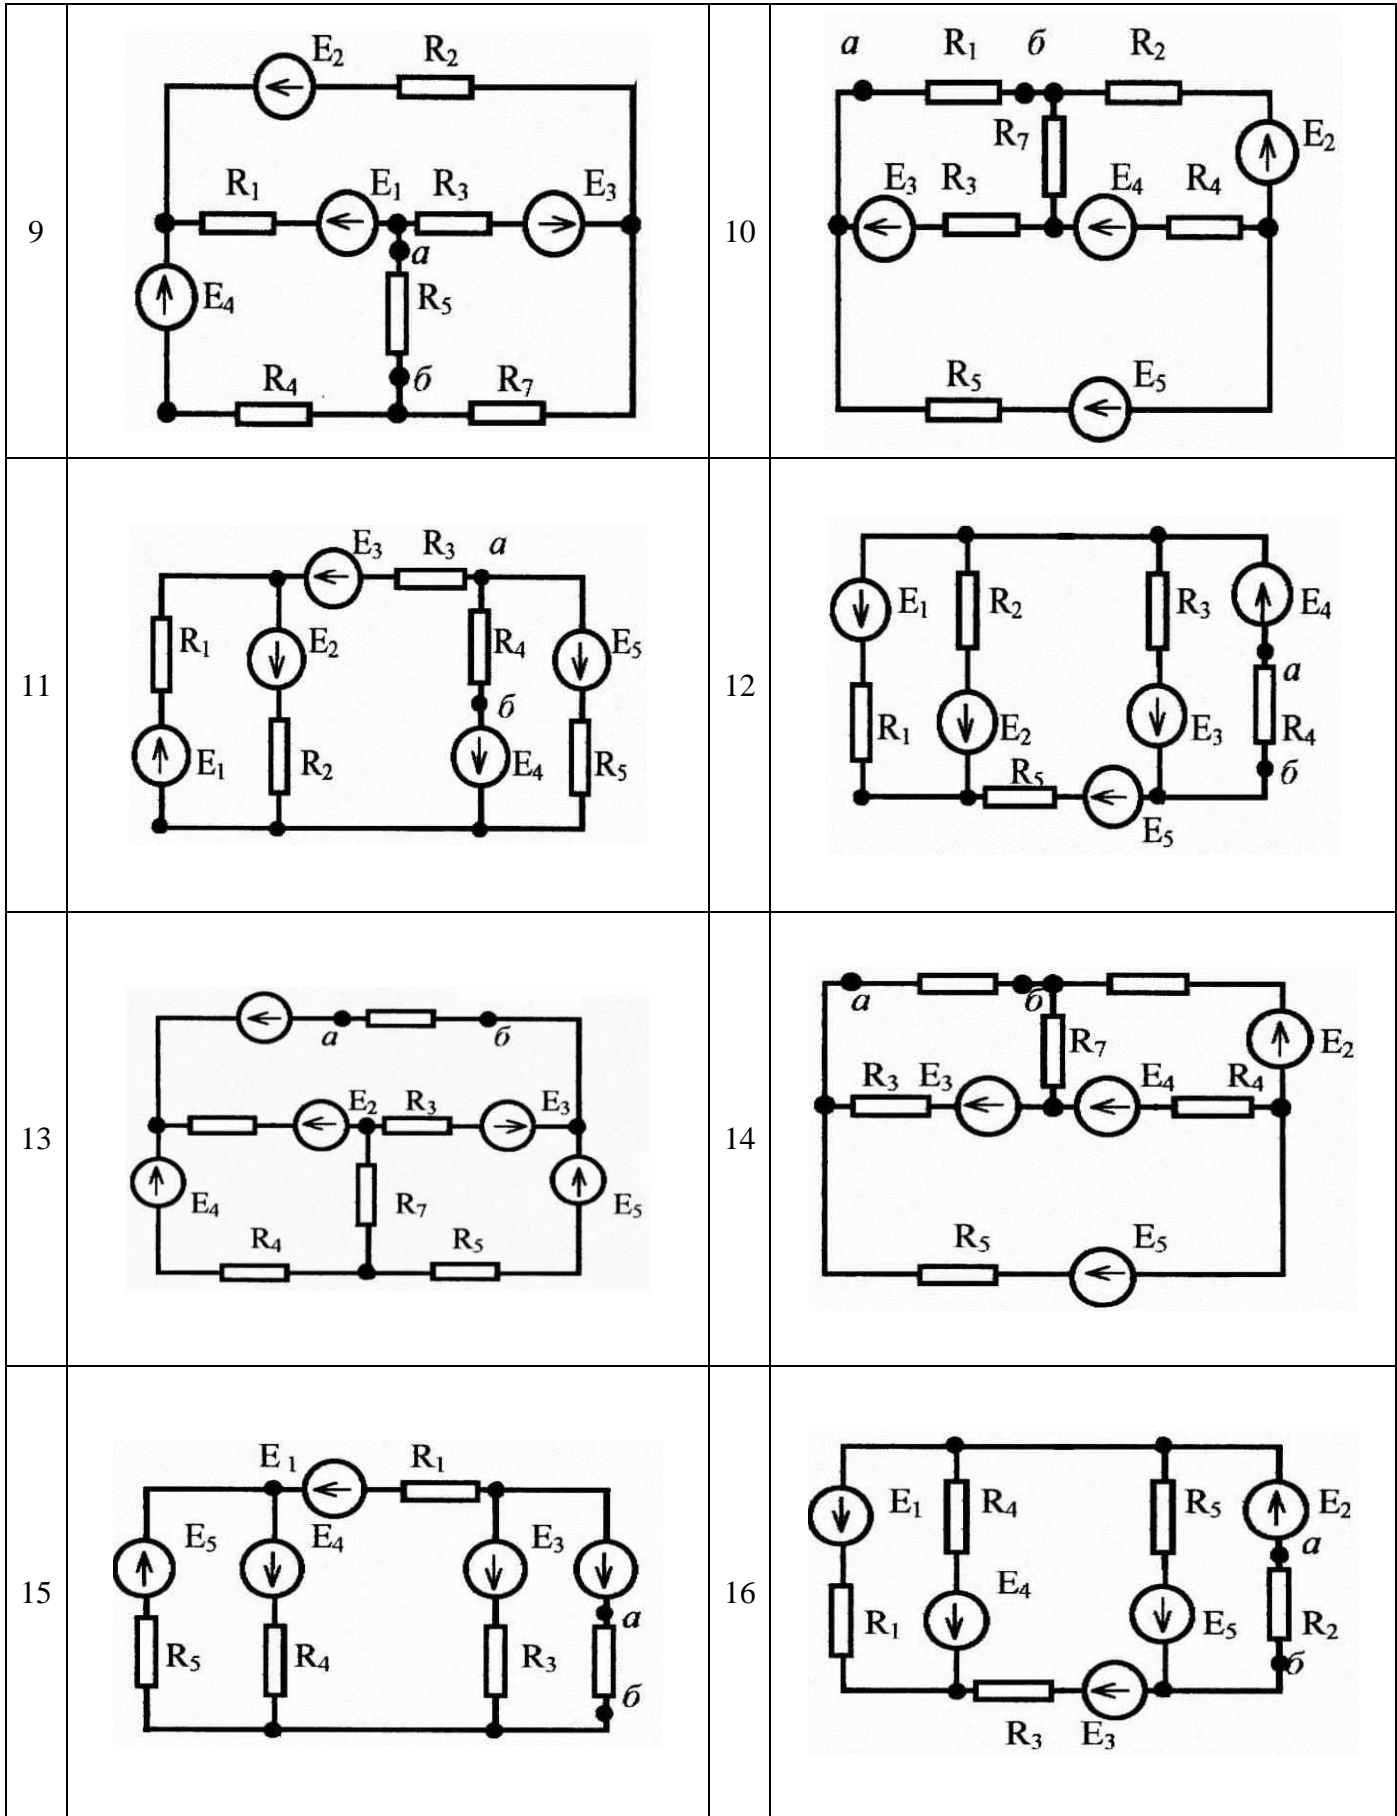 9
E2 R2
R1 E1 R3 E3
а
E4 R5
R4 б R7
10
а R1 б R2
R7 E2
E3 R3 E4 R4
R5 E5
11
E3 R3 а
R1 E2 R4 E5
б
E1 R2 E4 R5
12
E1 R2 R3 E4
а
R1 E2 E3 R4
R5 б
E5
13
а б
E2 R3 E3
E4 R7 E5
R4 R5
14
а б
R7 E2
R3 E3 E4 R4
R5 E5
15
E1 R1
E5 E4 E3
а
R5 R4 R3
б
16
E1 R4 R5 E2
а
E4
R1 E5 R2
б
R3 E3